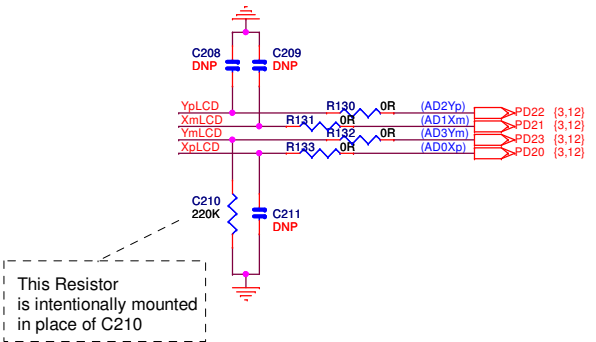 C208 C209
DNP DNP
YpLCD R130 0R (AD2Yp) PD22 {3,12}
XmLCD R131 0R (AD1Xm) PD21 {3,12}
YmLCD R132 0R (AD3Ym) PD23 {3,12}
XpLCD R133 0R (AD0Xp) PD20 {3,12}
C210
220K
C211
DNP
This Resistor
is intentionally mounted
in place of C210